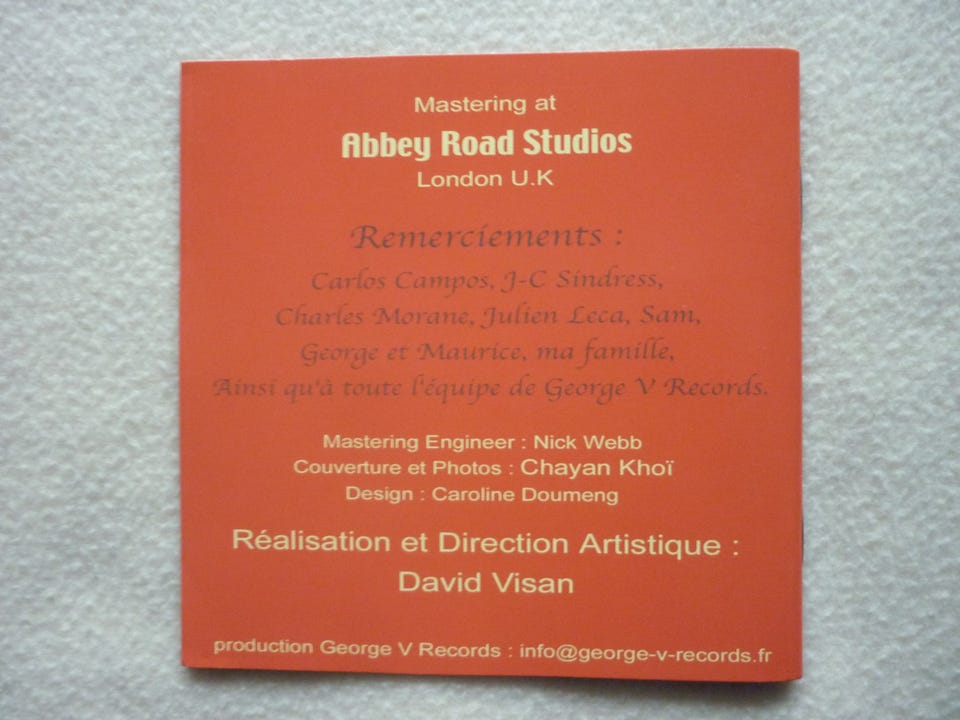 Mastering at
Abbey Road Studios
London U.K
Remerciements :
Carlos Campos, J-C Sindress,
Charles Morane, Julien Leca, Sam,
George et Maurice, ma famille,
Ainsi qu'à toute l'équipe de George V Records.
Mastering Engineer : Nick Webb
Couverture et Photos : Chayan Khoï
Design : Caroline Doumeng
Réalisation et Direction Artistique :
David Visan
production George V Records : info@george-v-records.fr